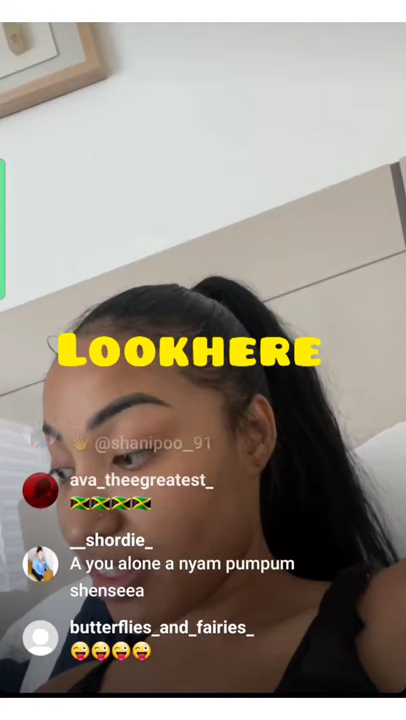 Lookhere
@shanipoo_91
ava_theegreatest_
__shordie_
A you alone a nyam pumpum
shenseea
butterflies_and_fairies_